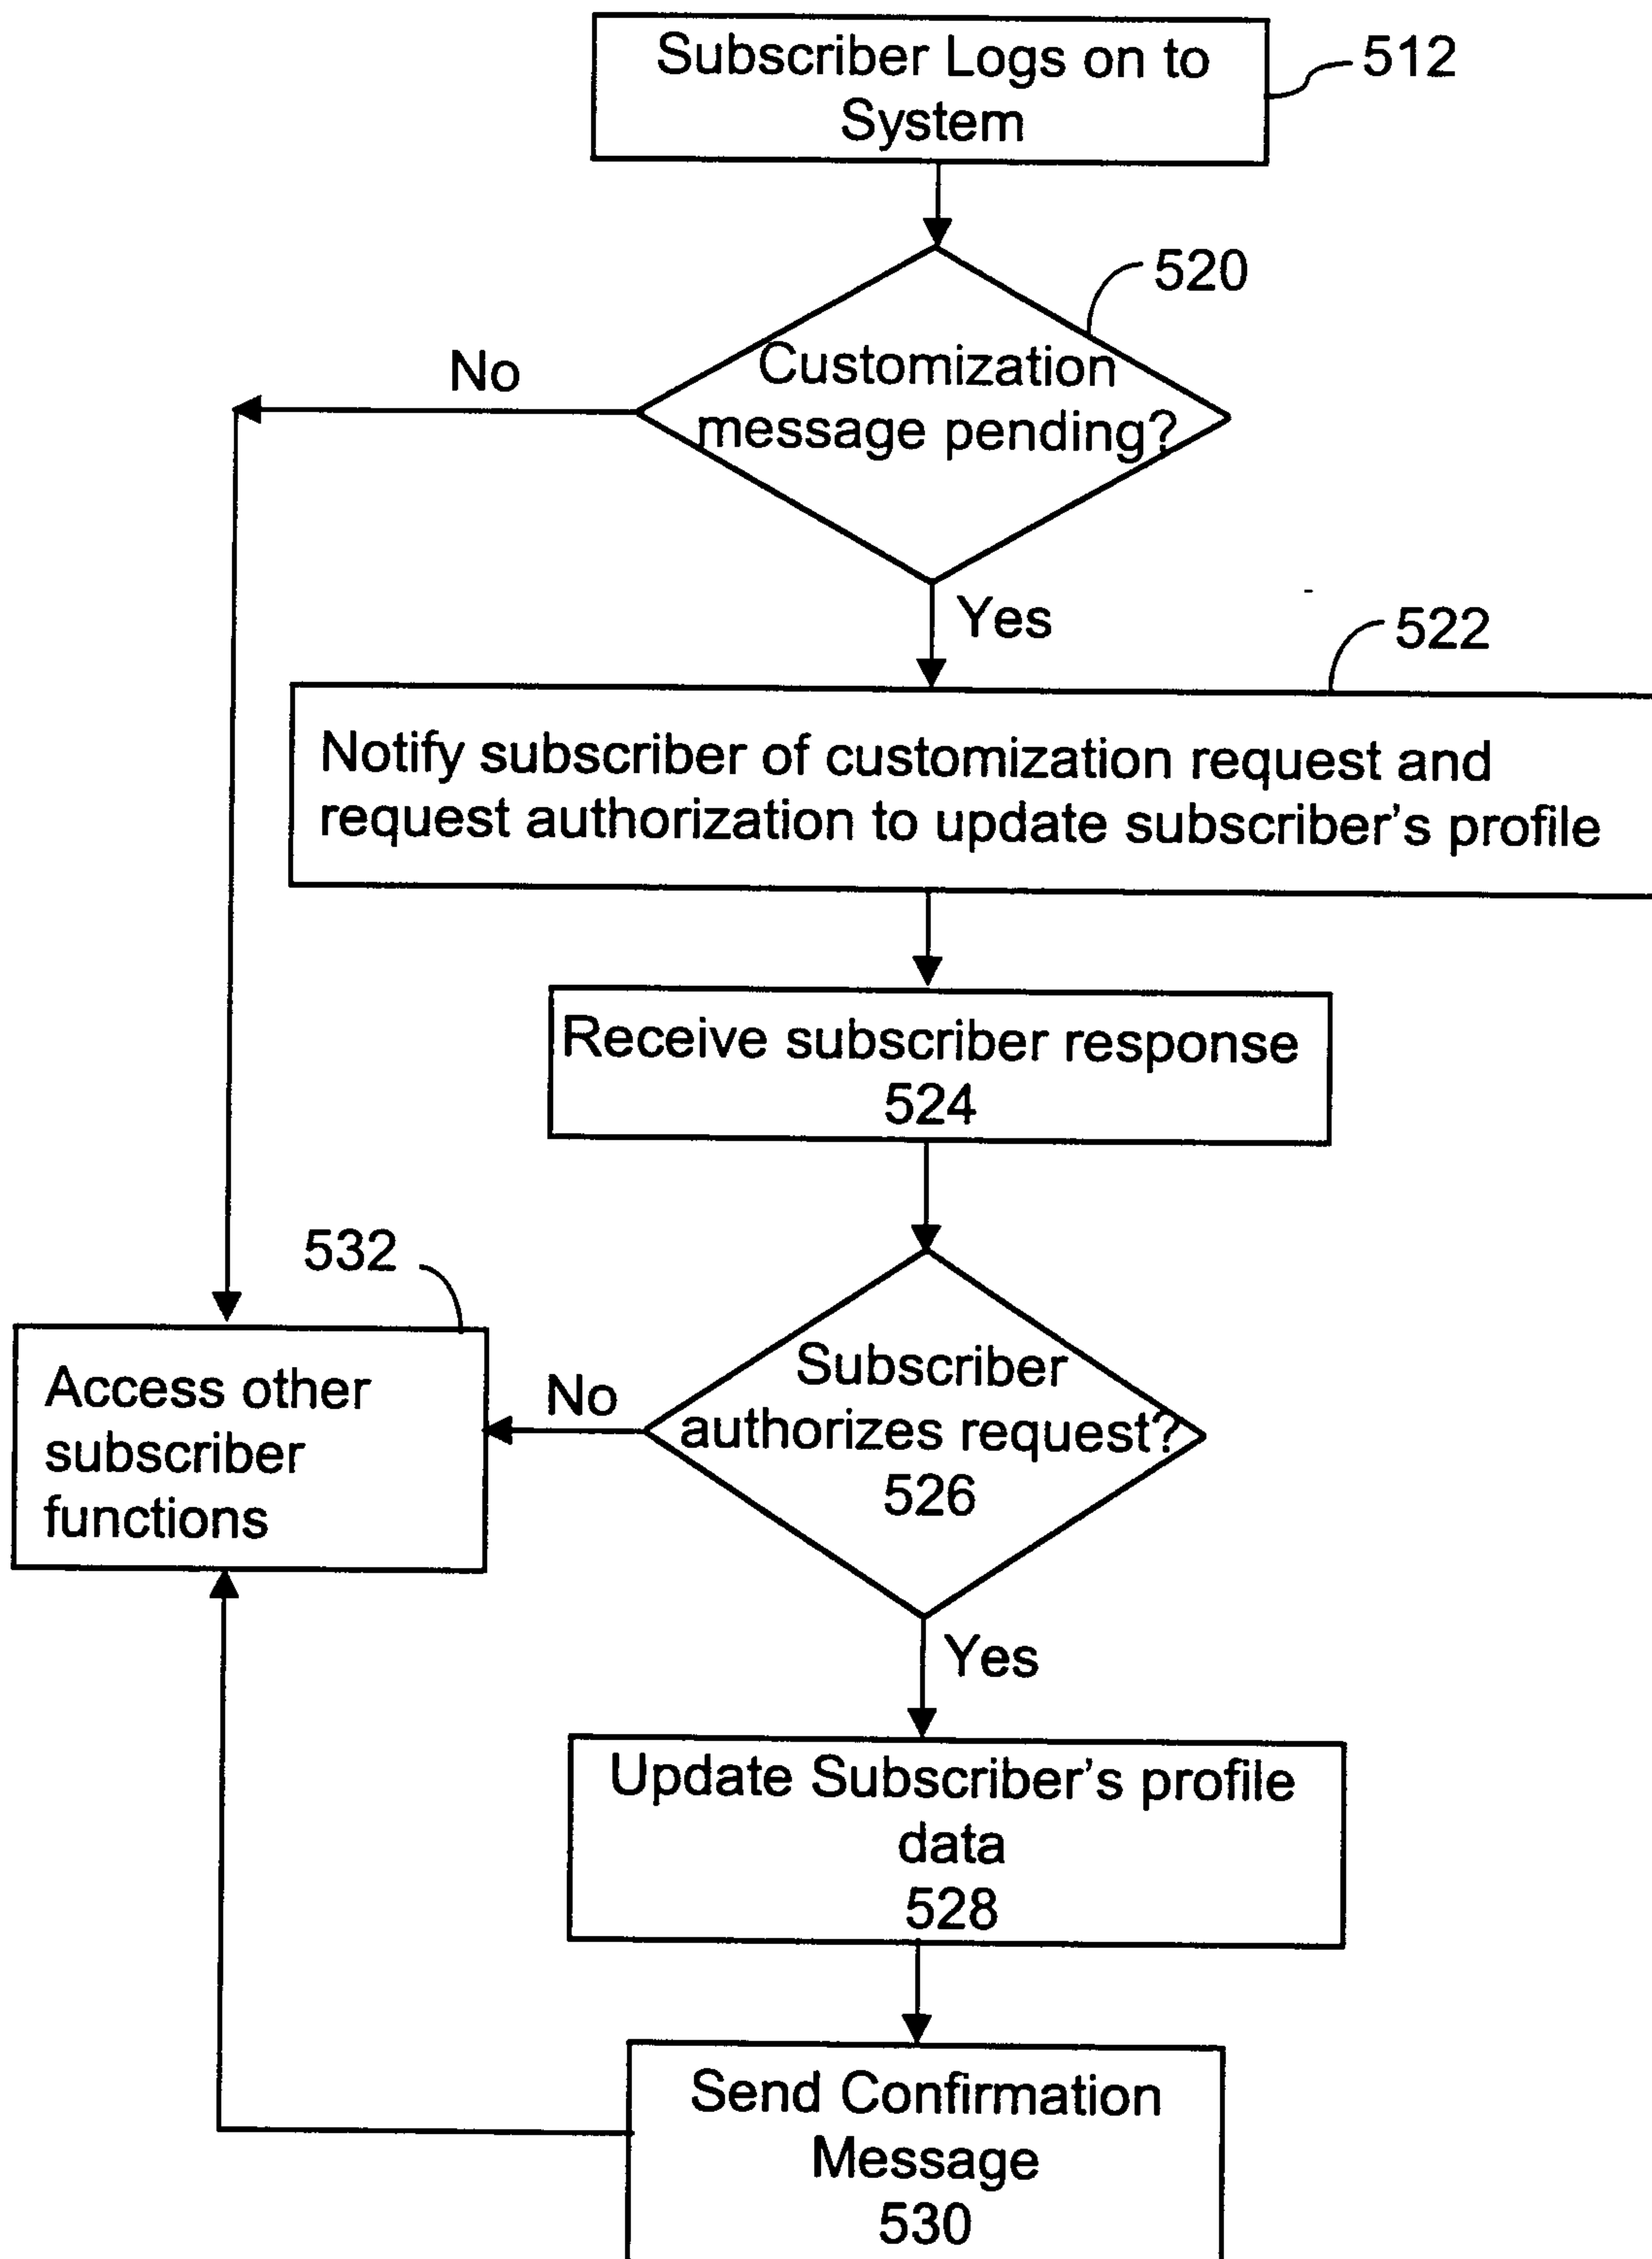 Subscriber Logs on to
System
512
520
Customization
message pending?
No
Yes
522
Notify subscriber of customization request and
request authorization to update subscriber's profile
Receive subscriber response
524
532
Access other
subscriber
functions
No
Subscriber
authorizes request?
526
Yes
Update Subscriber's profile
data
528
Send Confirmation
Message
530